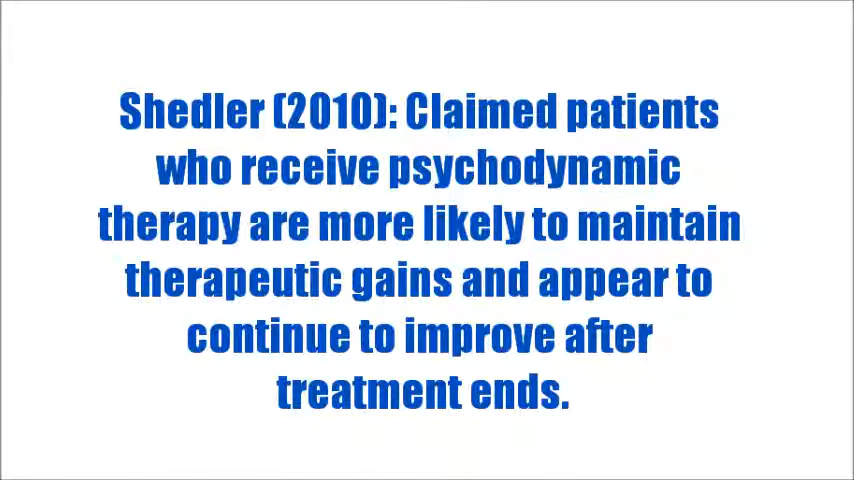 Shedler (2010): Claimed patients
who receive psychodynamic
therapy are more likely to maintain
therapeutic gains and appear to
continue to improve after
treatment ends.